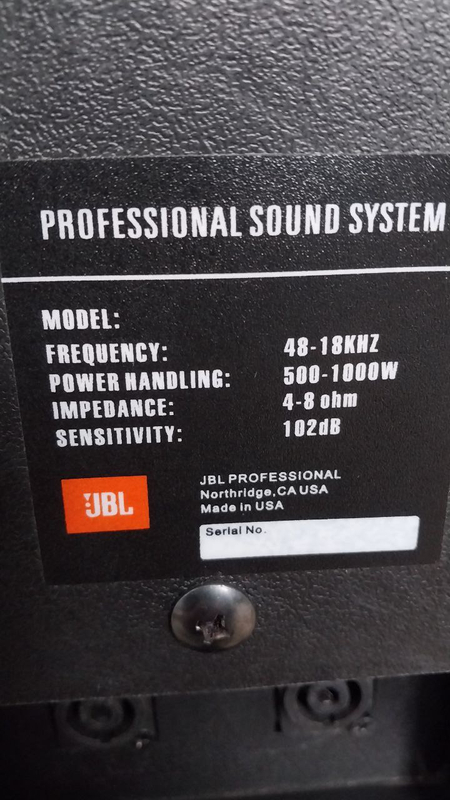 PROFESSIONAL SOUND SYSTEM
MODEL:
FREQUENCY: 48-18KHZ
POWER HANDLING: 500-1000W
IMPEDANCE: 4-8 ohm
SENSITIVITY: 102dB
JBL
JBL PROFESSIONAL
Northridge,CA USA
Made in USA
Serial No.